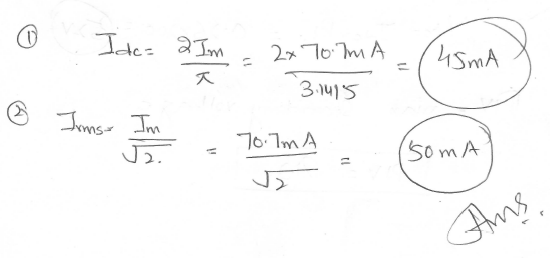 ① Idc = 2Im / π = 2 x 70.7mA / 3.1415 = 45mA
② Irms = Im / √2. = 70.7mA / √2 = 50mA
Ans.